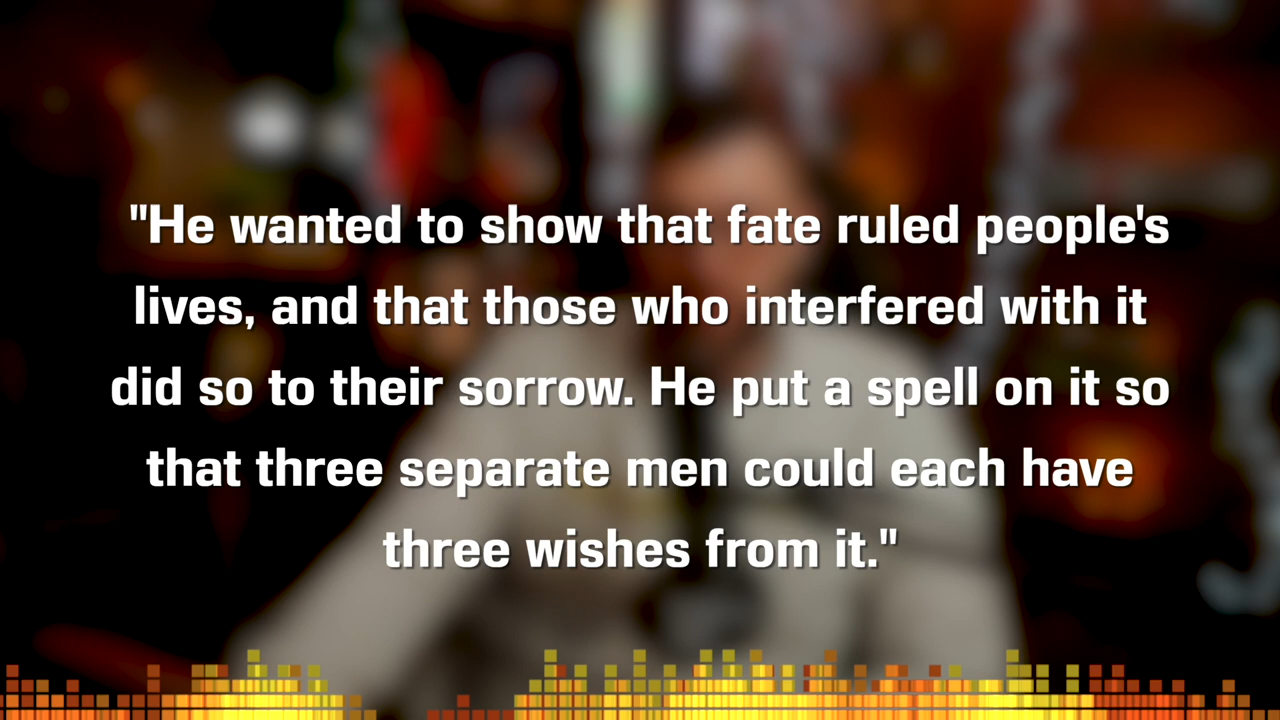 "He wanted to show that fate ruled people's
lives, and that those who interfered with it
did so to their sorrow. He put a spell on it so
that three separate men could each have
three wishes from it."